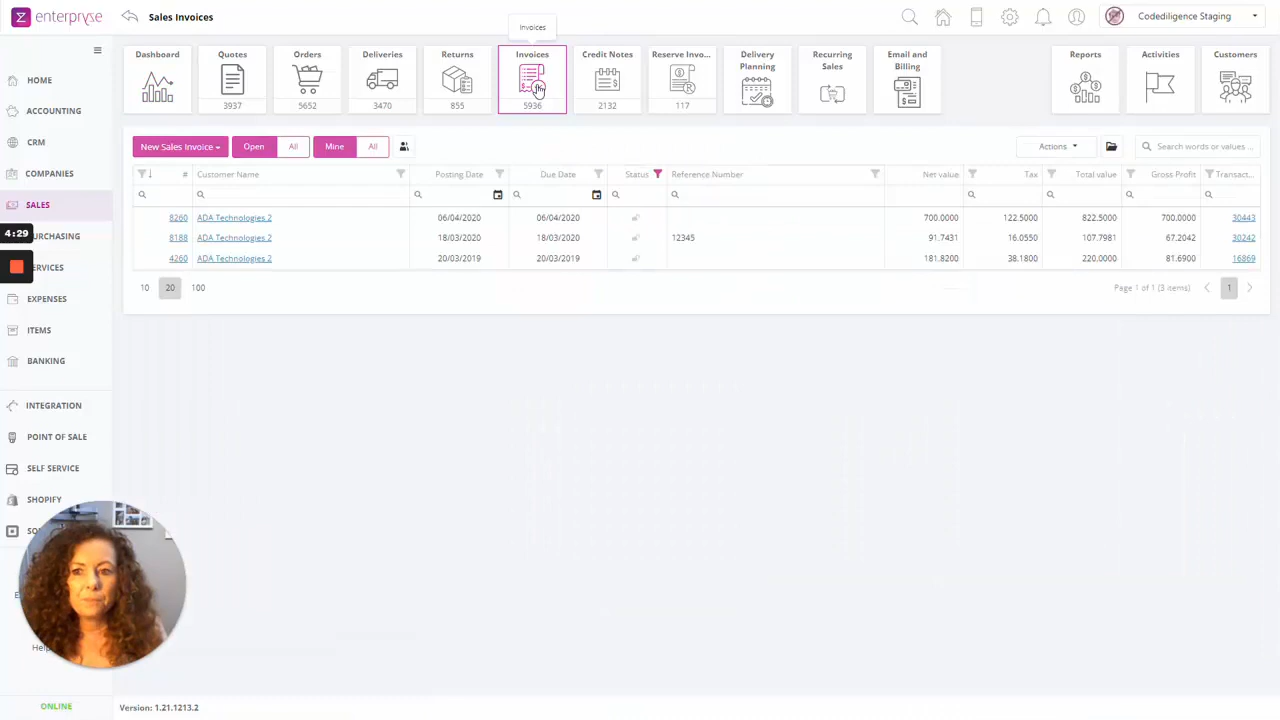 enterpryze
Sales Invoices
Invoices
Codediligence Staging
Dashboard
Quotes
3937
Orders
5652
Deliveries
3470
Returns
855
Invoices
5936
Credit Notes
2132
Reserve Invo...
117
Delivery
Planning
Recurring
Sales
Email and
Billing
Reports
Activities
Customers
HOME
ACCOUNTING
CRM
COMPANIES
SALES
4:29
URCHASING
ERVICES
EXPENSES
ITEMS
BANKING
INTEGRATION
POINT OF SALE
SELF SERVICE
SHOPIFY
New Sales Invoice Open All Mine All Actions Search words or values ...
# Customer Name Posting Date Due Date Status Reference Number Net value Tax Total value Gross Profit Transact...
8260 ADA Technologies 2 06/04/2020 06/04/2020 700.0000 122.5000 822.5000 700.0000 30443
8188 ADA Technologies 2 18/03/2020 18/03/2020 12345 91.7431 16.0550 107.7981 67.2042 30242
4260 ADA Technologies 2 20/03/2019 20/03/2019 181.8200 38.1800 220.0000 81.6900 16869
10 20 100 Page 1 of 1 (3 items) 1
Help
ONLINE
Version: 1.21.1213.2